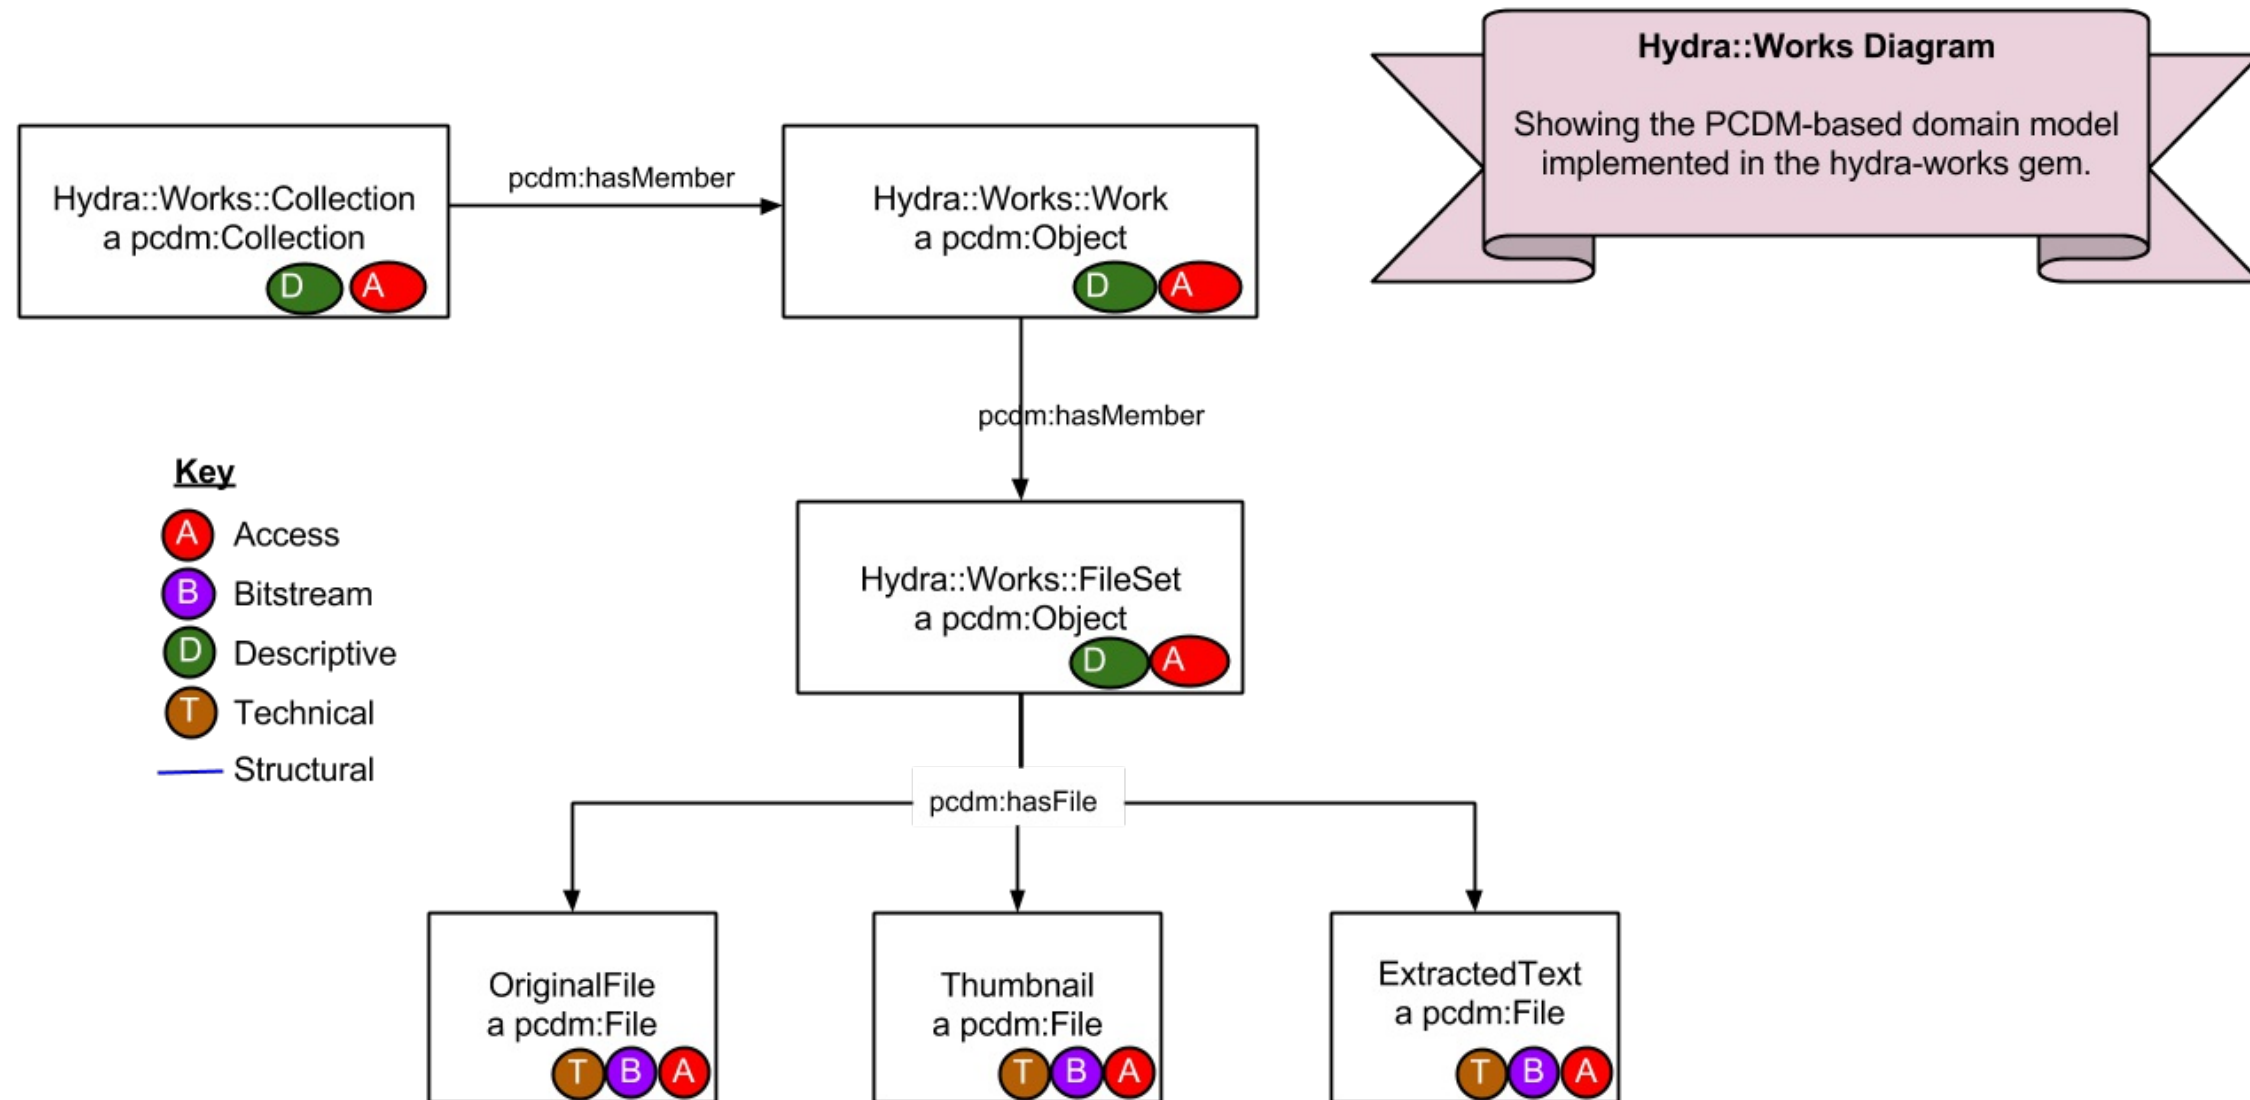 Hydra::Works Diagram
Showing the PCDM-based domain model
implemented in the hydra-works gem.
Hydra::Works::Collection
a pcdm:Collection
D A
pcdm:hasMember
Hydra::Works::Work
a pcdm:Object
D A
pcdm:hasMember
Key
A Access
B Bitstream
D Descriptive
T Technical
Structural
Hydra::Works::FileSet
a pcdm:Object
D A
pcdm:hasFile
OriginalFile
a pcdm:File
T B A
Thumbnail
a pcdm:File
T B A
ExtractedText
a pcdm:File
T B A